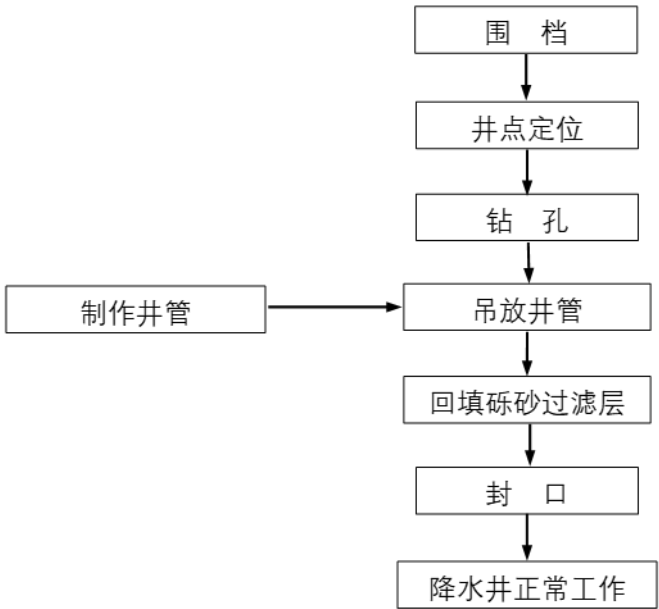 围 档
井点定位
钻 孔
制作井管
吊放井管
回填砾砂过滤层
封 口
降水井正常工作